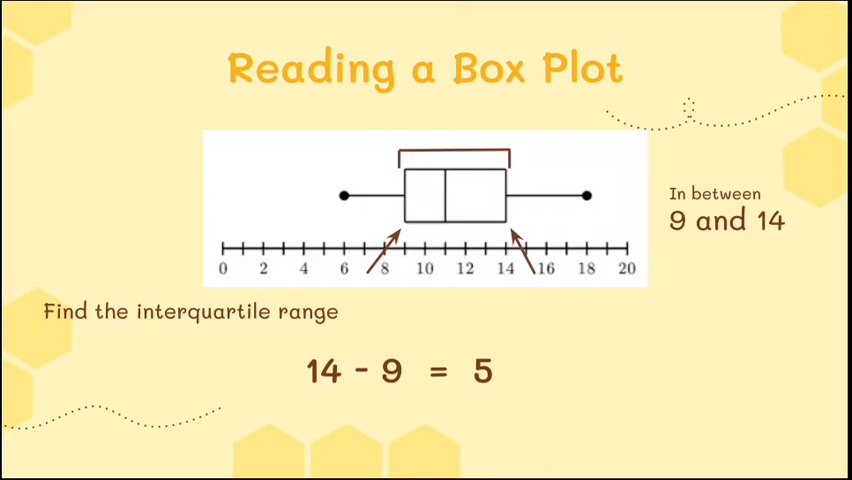 Reading a Box Plot
In between
9 and 14
0 2 4 6 8 10 12 14 16 18 20
Find the interquartile range
14 - 9 = 5